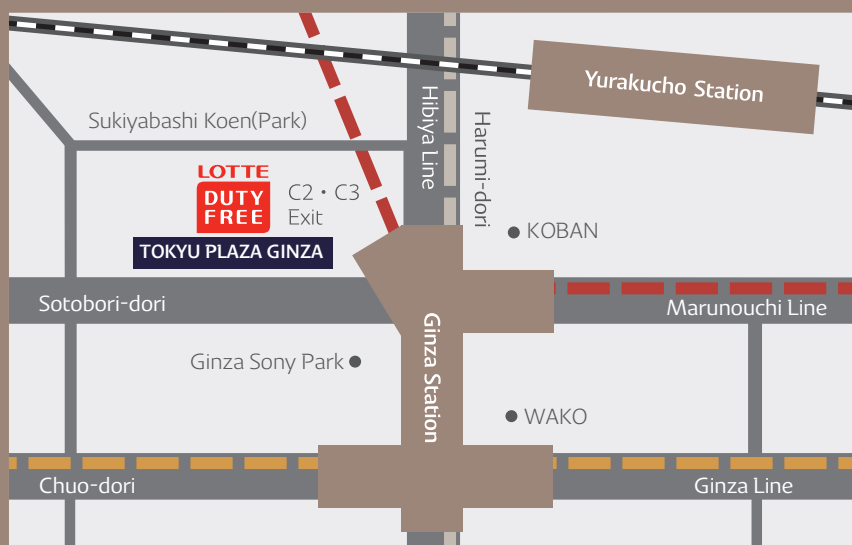 Yurakucho Station
Hibiya Line
Harumi-dori
Sukiyabashi Koen(Park)
LOTTE
DUTY
FREE
C2・C3
Exit
TOKYU PLAZA GINZA
KOBAN
Sotobori-dori
Marunouchi Line
Ginza Station
Ginza Sony Park
WAKO
Chuo-dori
Ginza Line